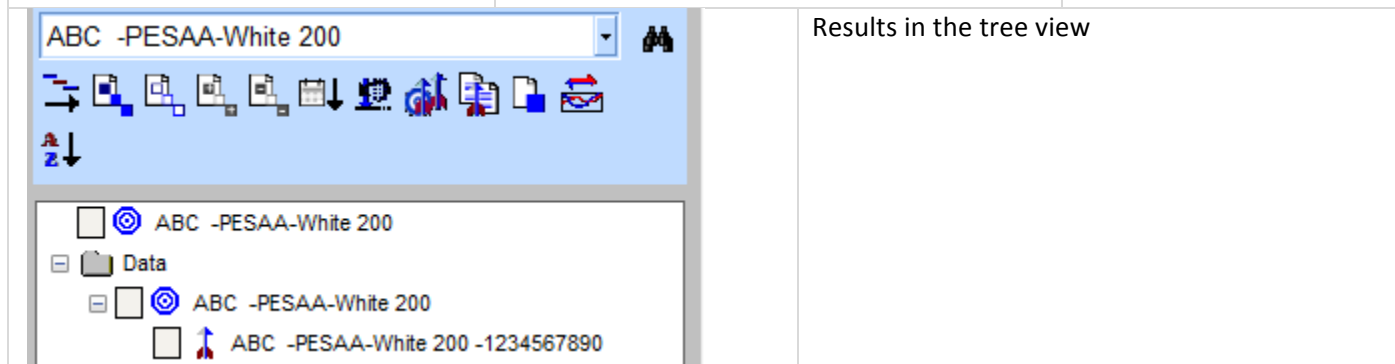 ABC -PESAA-White 200
Results in the tree view
A
Z
ABC -PESAA-White 200
Data
ABC -PESAA-White 200
ABC -PESAA-White 200 -1234567890